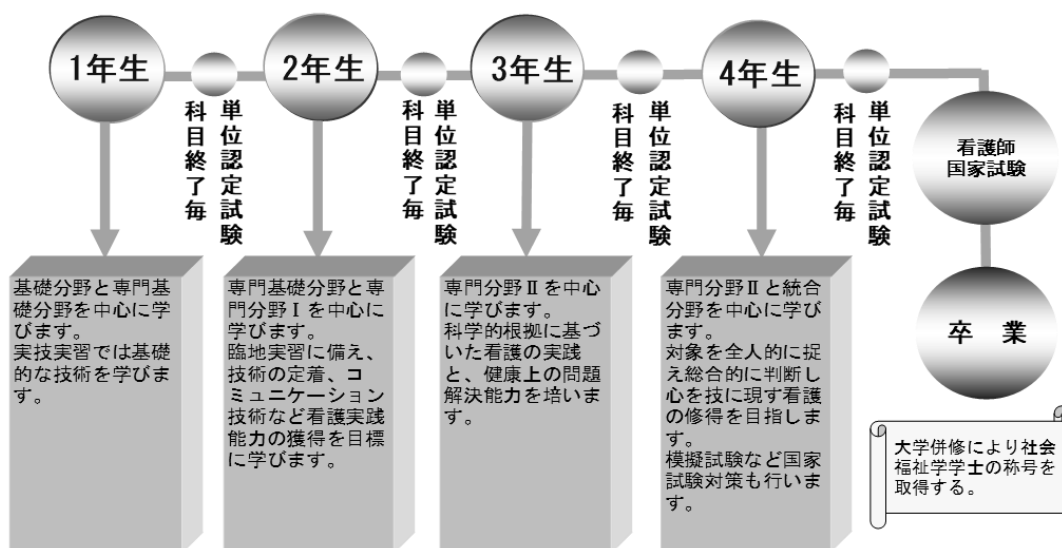 1年生
単位認定試験
科目終了毎
2年生
単位認定試験
科目終了毎
3年生
単位認定試験
科目終了毎
4年生
単位認定試験
科目終了毎
看護師
国家試験
卒　業
基礎分野と専門基
礎分野を中心に学
びます。
実技実習では基礎
的な技術を学びま
す。
専門基礎分野と専
門分野Ⅰを中心に
学びます。
臨地実習に備え、
技術の定着、コ
ミュニケーション
技術など看護実践
能力の獲得を目標
に学びます。
専門分野Ⅱを中心
に学びます。
科学的根拠に基づ
いた看護の実践
と、健康上の問題
解決能力を培いま
す。
専門分野Ⅱと統合
分野を中心に学び
ます。
対象を全人的に捉
え総合的に判断し
心を技に現す看護
の修得を目指しま
す。
模擬試験など国家
試験対策も行いま
す。
大学併修により社会
福祉学学士の称号を
取得する。